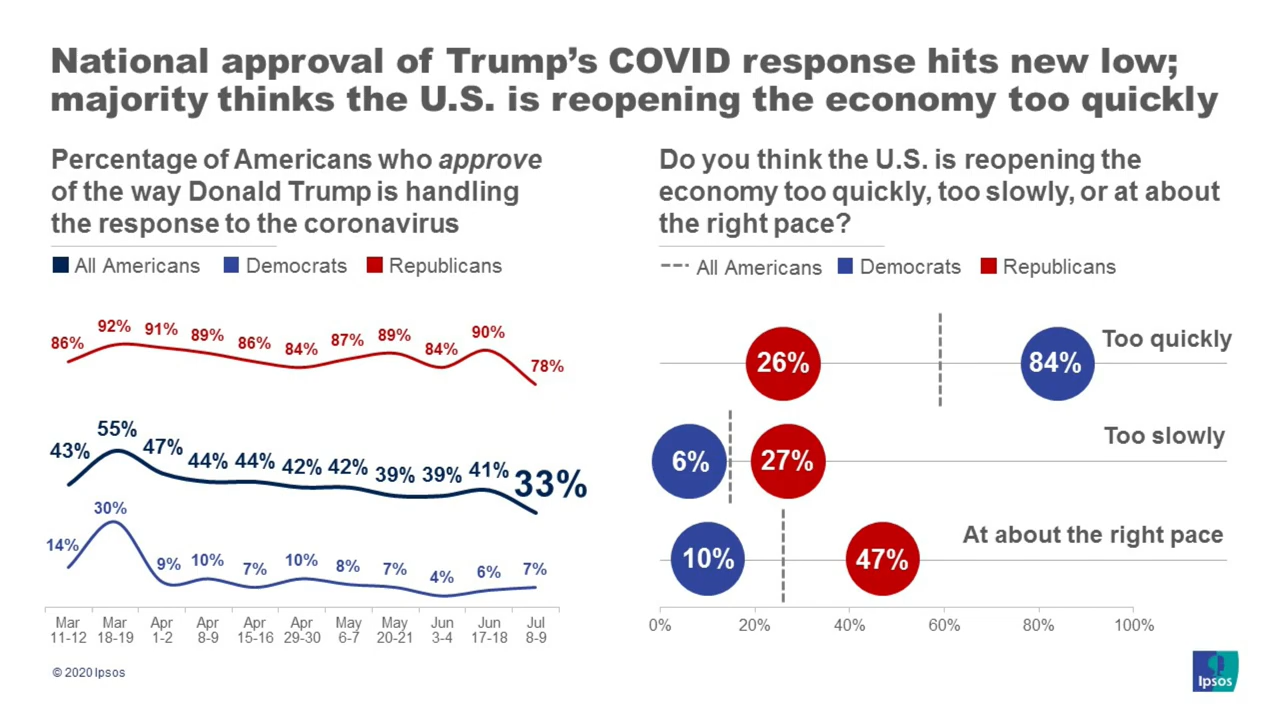 National approval of Trump's COVID response hits new low;
majority thinks the U.S. is reopening the economy too quickly
Percentage of Americans who approve
of the way Donald Trump is handling
the response to the coronavirus
All Americans Democrats Republicans
86% 92% 91% 89% 86% 84% 87% 89% 84% 90% 78%
43% 55% 47% 44% 44% 42% 42% 39% 39% 41% 33%
14% 30% 9% 10% 7% 10% 8% 7% 4% 6% 7%
Mar Mar Apr Apr Apr Apr May May Jun Jun Jul
11-12 18-19 1-2 8-9 15-16 29-30 6-7 20-21 3-4 17-18 8-9
© 2020 Ipsos
Do you think the U.S. is reopening the
economy too quickly, too slowly, or at about
the right pace?
All Americans Democrats Republicans
Too quickly
26% 84%
Too slowly
6% 27%
At about the right pace
10% 47%
0% 20% 40% 60% 80% 100%
Ipsos